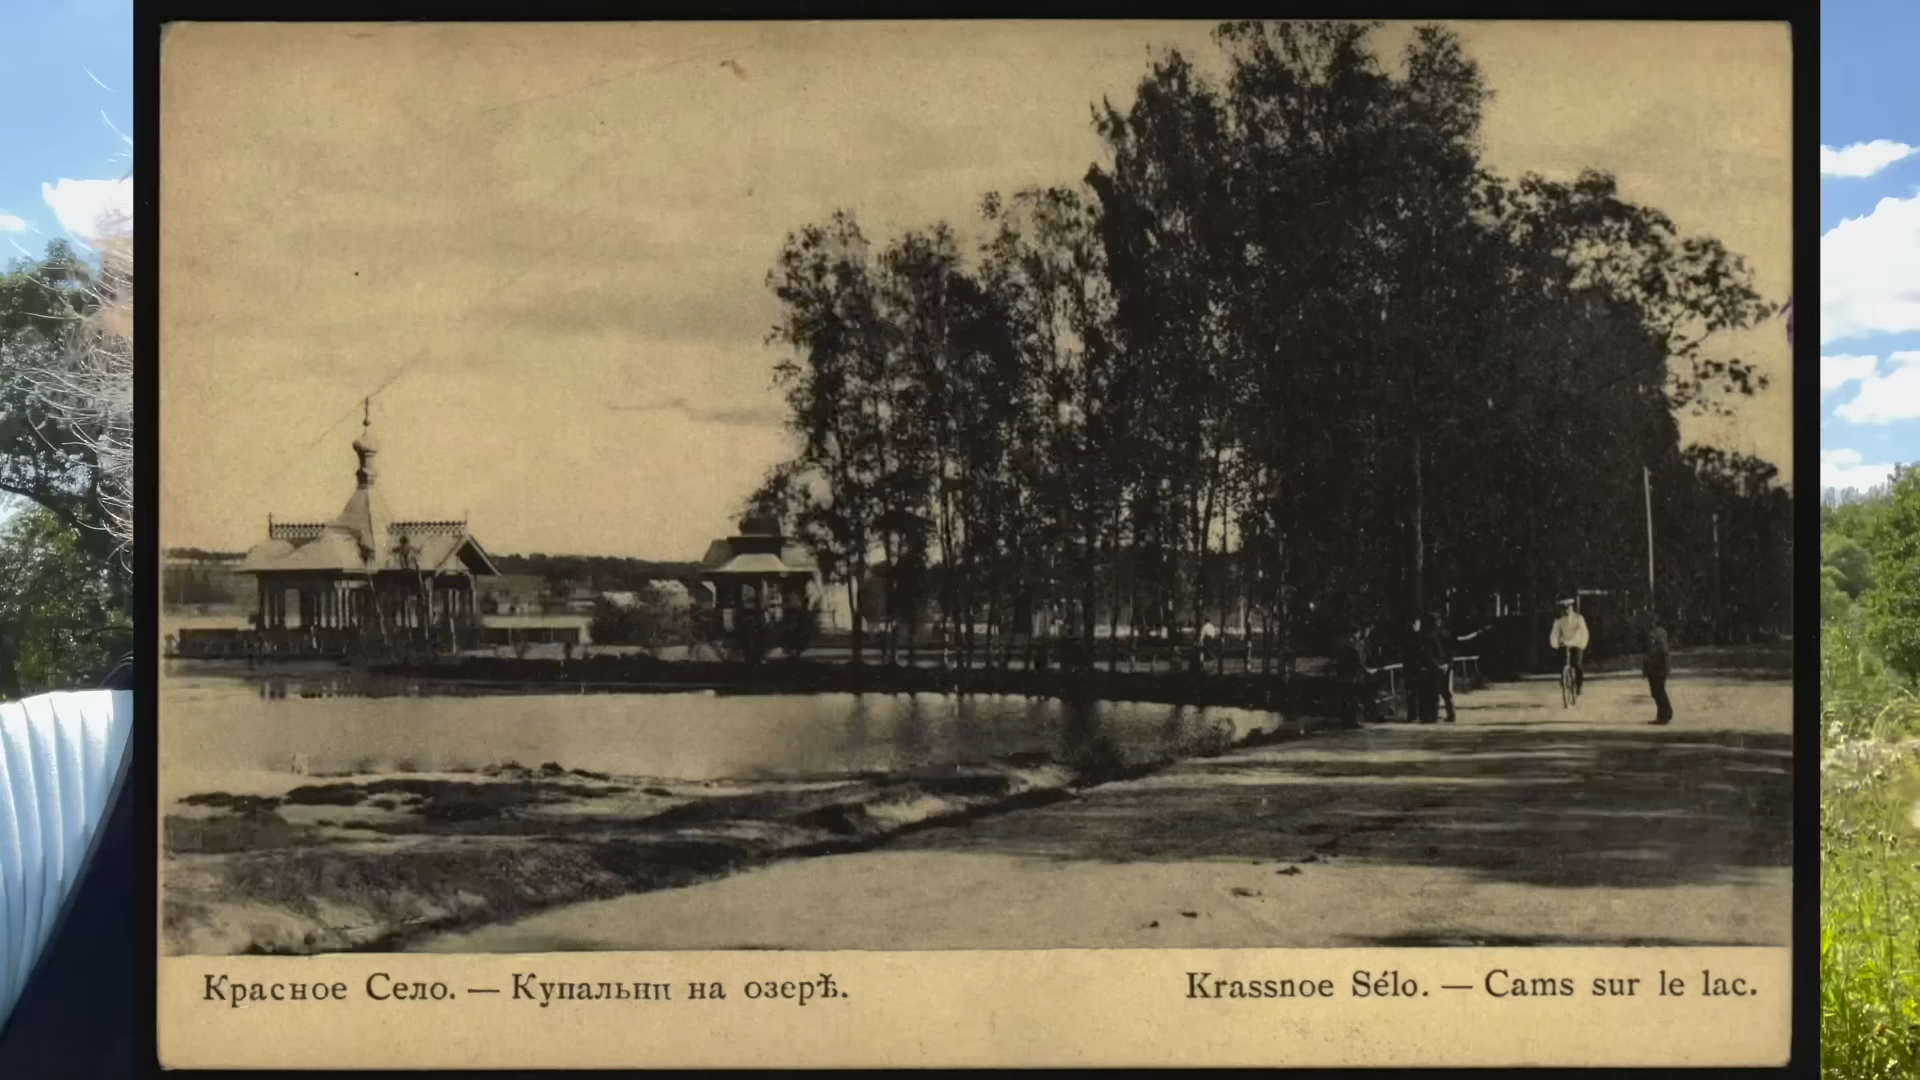 Красное Село. — Купальни на озерѣ.
Krassnoe Sélo. — Cams sur le lac.